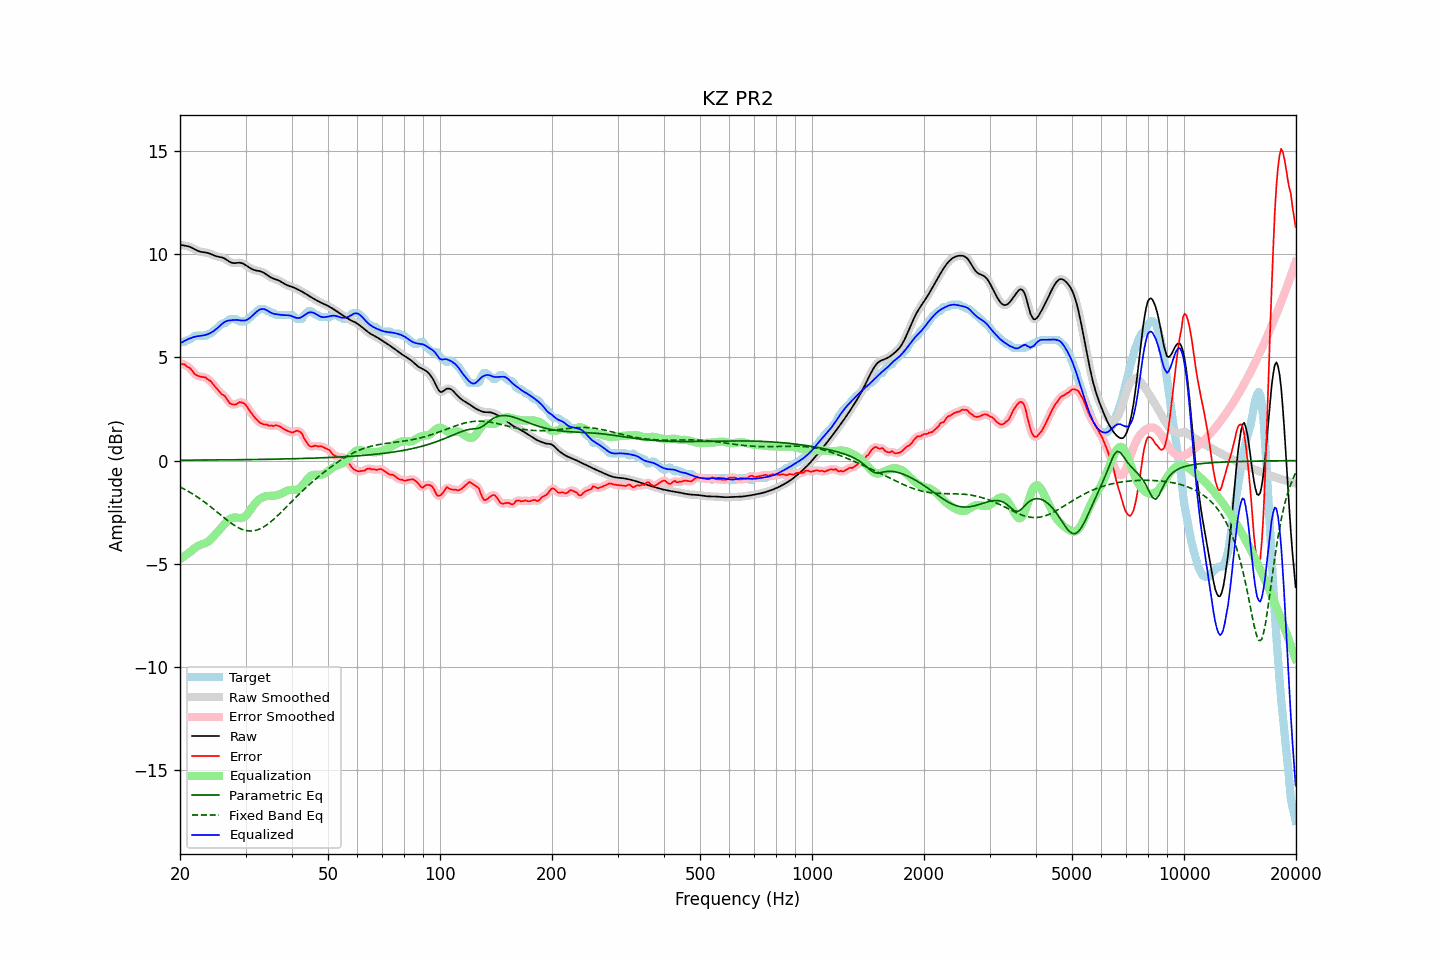 KZ PR2
Amplitude (dBr)
15
10
5
0
−5
−10
−15
Target
Raw Smoothed
Error Smoothed
Raw
Error
Equalization
Parametric Eq
Fixed Band Eq
Equalized
20
50
100
200
500
1000
2000
5000
10000
20000
Frequency (Hz)